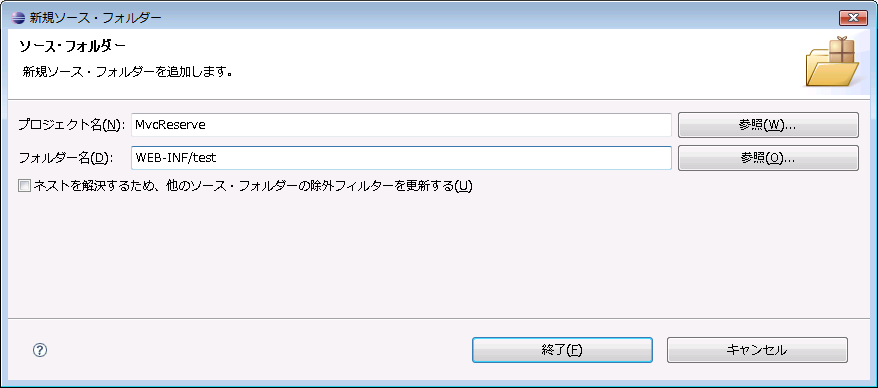 新規ソース・フォルダー
ソース・フォルダー
新規ソース・フォルダーを追加します。
プロジェクト名(N): MvcReserve 参照(W)...
フォルダー名(D): WEB-INF/test 参照(O)...
ネストを解決するため、他のソース・フォルダーの除外フィルターを更新する(U)
? 終了(F) キャンセル